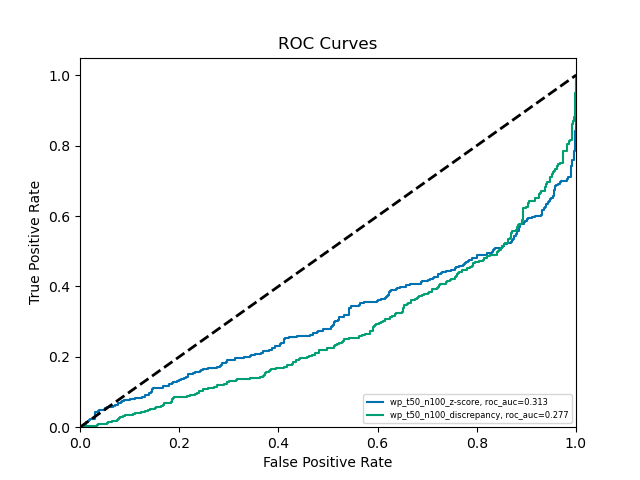 ROC Curves
True Positive Rate
1.0
0.8
0.6
0.4
0.2
0.0
0.0 0.2 0.4 0.6 0.8 1.0
False Positive Rate
wp_t50_n100_z-score, roc_auc=0.313
wp_t50_n100_discrepancy, roc_auc=0.277